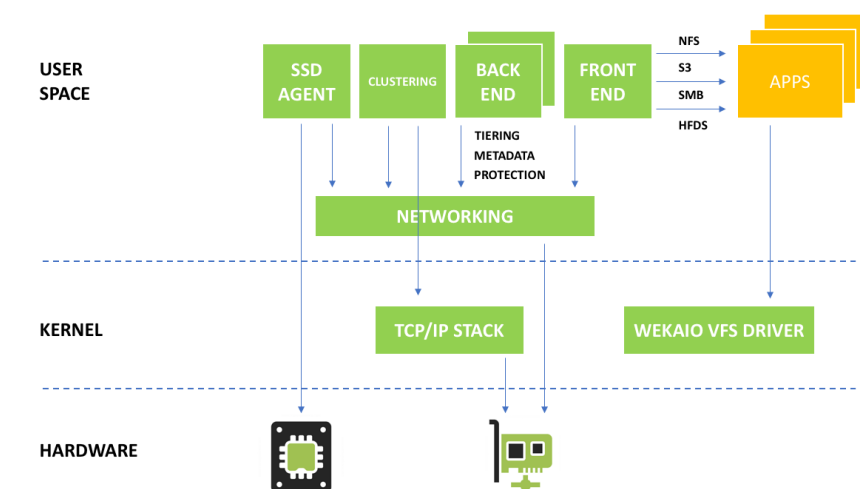 USER
SPACE
SSD
AGENT
CLUSTERING
BACK
END
FRONT
END
NFS
S3
SMB
HFDS
APPS
TIERING
METADATA
PROTECTION
NETWORKING
KERNEL
TCP/IP STACK
WEKAIO VFS DRIVER
HARDWARE